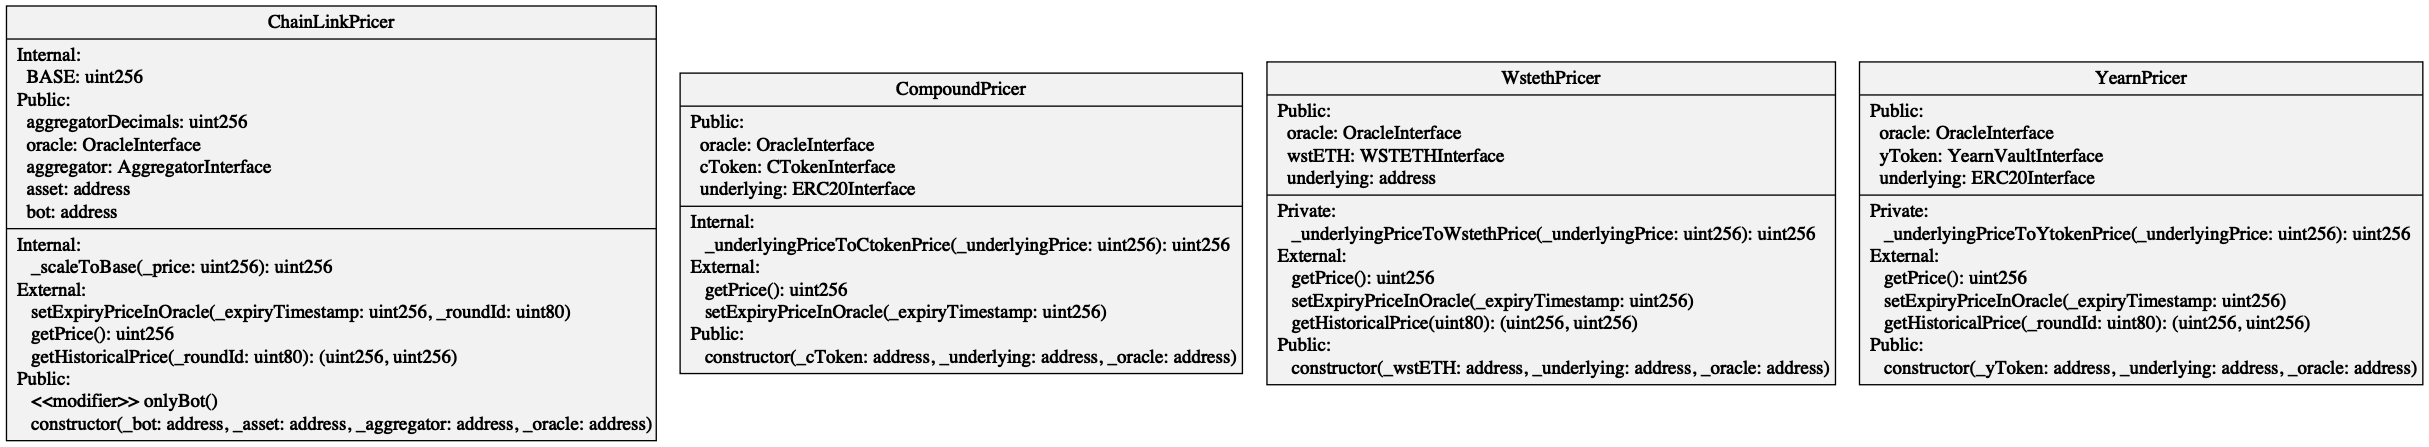 ChainLinkPricer
Internal:
BASE: uint256
Public:
aggregatorDecimals: uint256
oracle: OracleInterface
aggregator: AggregatorInterface
asset: address
bot: address
Internal:
_scaleToBase(_price: uint256): uint256
External:
setExpiryPriceInOracle(_expiryTimestamp: uint256, _roundId: uint80)
getPrice(): uint256
getHistoricalPrice(_roundId: uint80): (uint256, uint256)
Public:
<<modifier>> onlyBot()
constructor(_bot: address, _asset: address, _aggregator: address, _oracle: address)
CompoundPricer
Public:
oracle: OracleInterface
cToken: CTokenInterface
underlying: ERC20Interface
Internal:
_underlyingPriceToCtokenPrice(_underlyingPrice: uint256): uint256
External:
getPrice(): uint256
setExpiryPriceInOracle(_expiryTimestamp: uint256)
Public:
constructor(_cToken: address, _underlying: address, _oracle: address)
WstethPricer
Public:
oracle: OracleInterface
wstETH: WSTETHInterface
underlying: address
Private:
_underlyingPriceToWstethPrice(_underlyingPrice: uint256): uint256
External:
getPrice(): uint256
setExpiryPriceInOracle(_expiryTimestamp: uint256)
getHistoricalPrice(uint80): (uint256, uint256)
Public:
constructor(_wstETH: address, _underlying: address, _oracle: address)
YearnPricer
Public:
oracle: OracleInterface
yToken: YearnVaultInterface
underlying: ERC20Interface
Private:
_underlyingPriceToYtokenPrice(_underlyingPrice: uint256): uint256
External:
getPrice(): uint256
setExpiryPriceInOracle(_expiryTimestamp: uint256)
getHistoricalPrice(_roundId: uint80): (uint256, uint256)
Public:
constructor(_yToken: address, _underlying: address, _oracle: address)